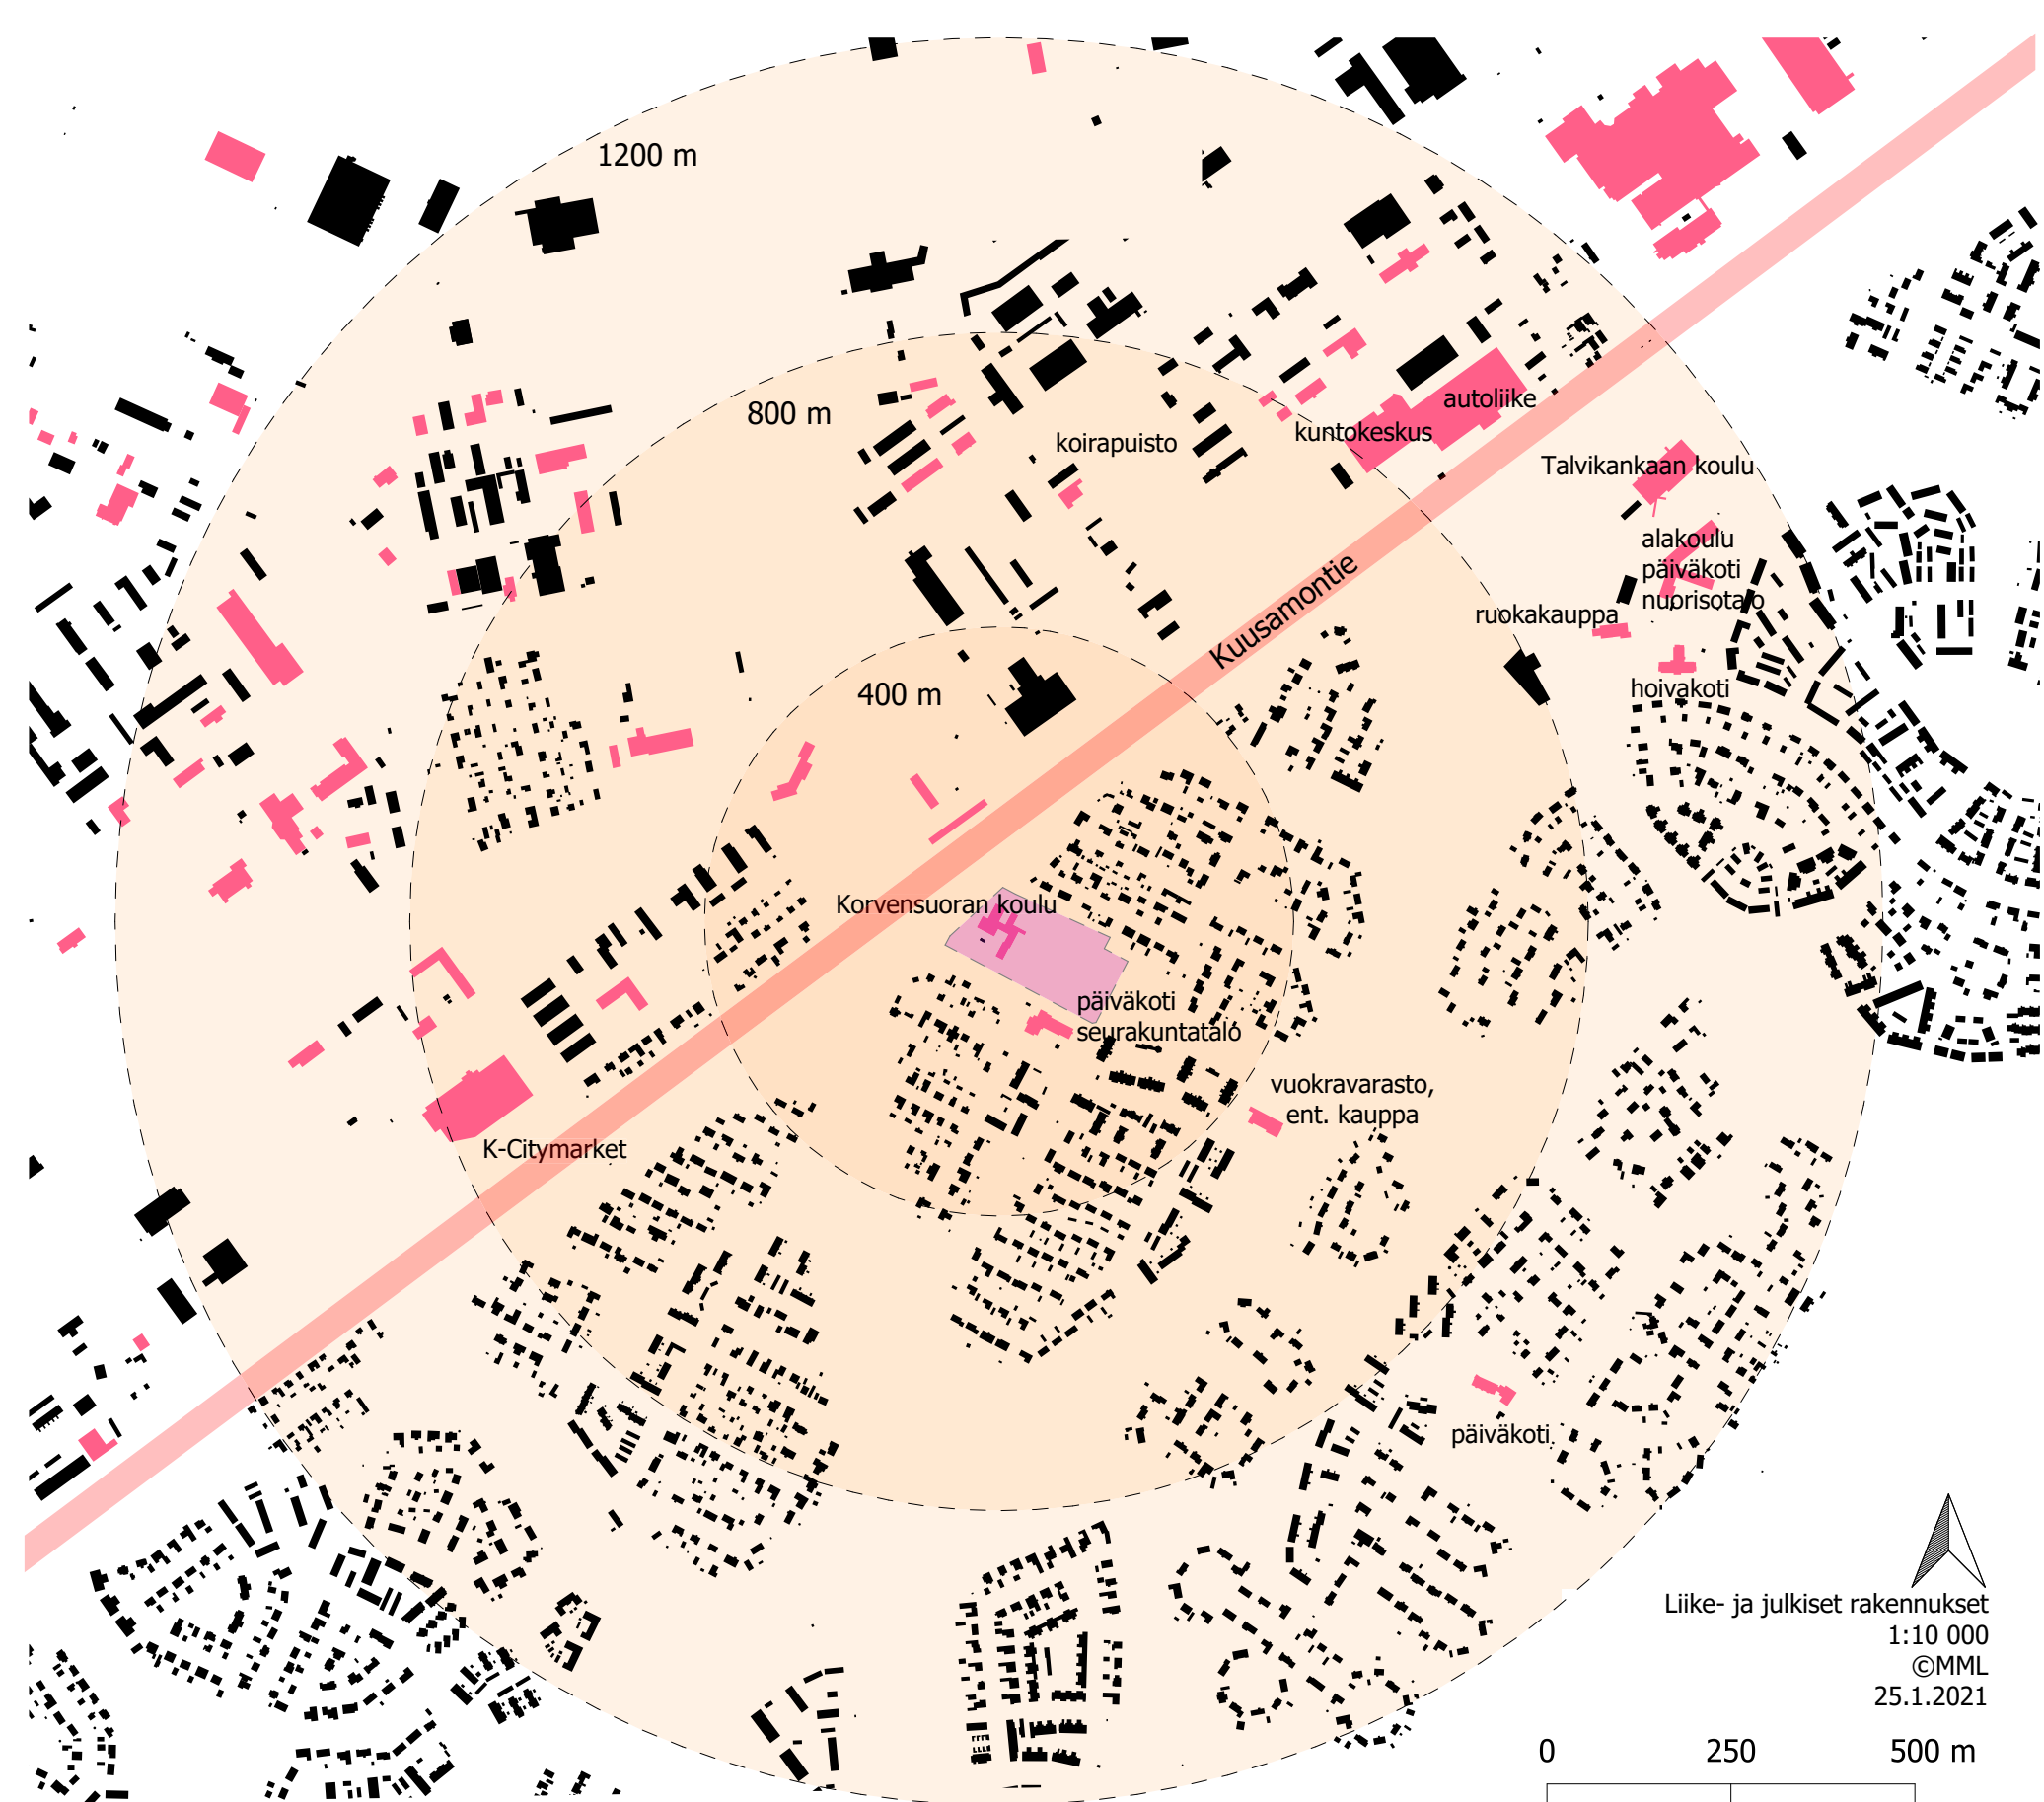 1200 m
800 m
autoliike
kuntokeskus
koirapuisto
Talvikankaan koulu
alakoulu
päiväkoti
nuorisotalo
ruokakauppa
Kuusamontie
hoivakoti
400 m
Korvensuoran koulu
päiväkoti
seurakuntatalo
vuokravarasto,
ent. kauppa
K-Citymarket
päiväkoti
Liike- ja julkiset rakennukset
1:10 000
©MML
25.1.2021
0 250 500 m